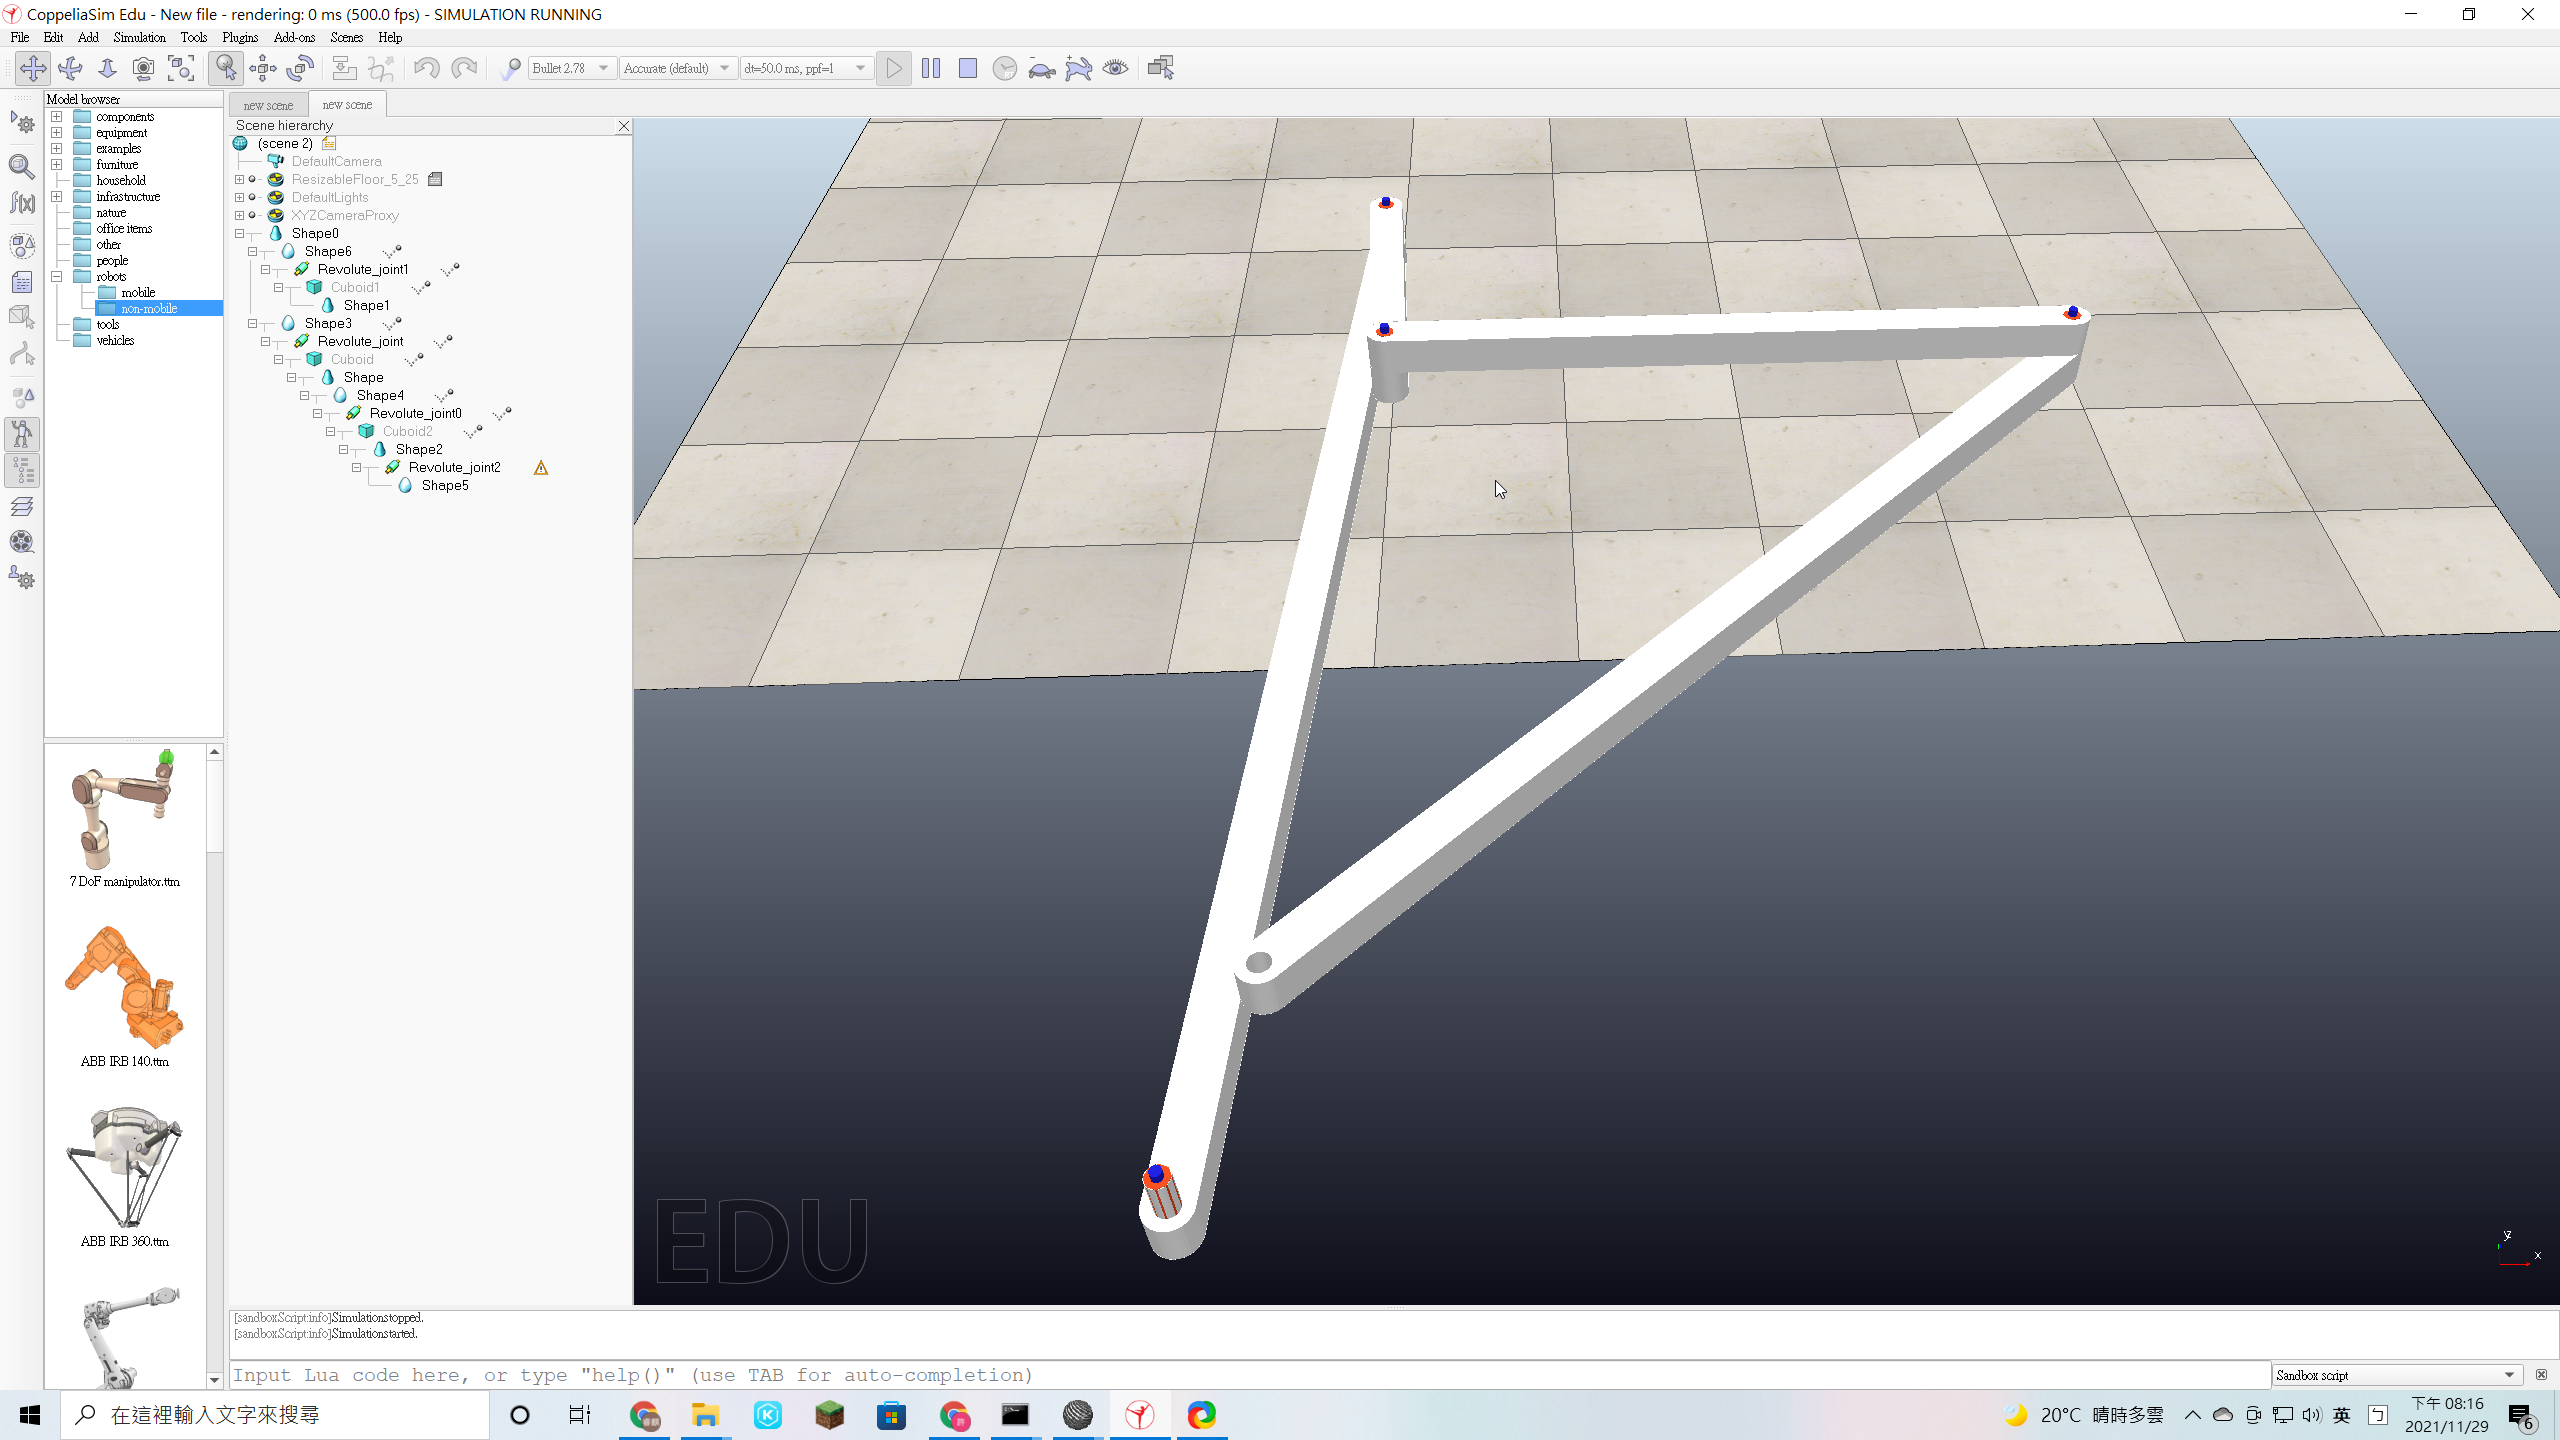 CoppeliaSim Edu - New file - rendering: 0 ms (500.0 fps) - SIMULATION RUNNING
File Edit Add Simulation Tools Plugins Add-ons Scenes Help
Bullet 2.78 Accurate (default) dt=50.0 ms, ppf=1
Model browser
components
equipment
examples
furniture
household
infrastructure
nature
office items
other
people
robots
mobile
non-mobile
tools
vehicles
7 DoF manipulator.ttm
ABB IRB 140.ttm
ABB IRB 360.ttm
new scene new scene
Scene hierarchy
(scene 2)
DefaultCamera
ResizableFloor_5_25
DefaultLights
XYZCameraProxy
Shape0
Shape6
Revolute_joint1
Cuboid1
Shape1
Shape3
Revolute_joint
Cuboid
Shape
Shape4
Revolute_joint0
Cuboid2
Shape2
Revolute_joint2
Shape5
EDU
x
[sandboxScript:info]Simulationstopped.
[sandboxScript:info]Simulationstarted.
Input Lua code here, or type "help()" (use TAB for auto-completion)
Sandbox script
在這裡輸入文字來搜尋
20°C 晴時多雲
英
下午 08:16
2021/11/29
6